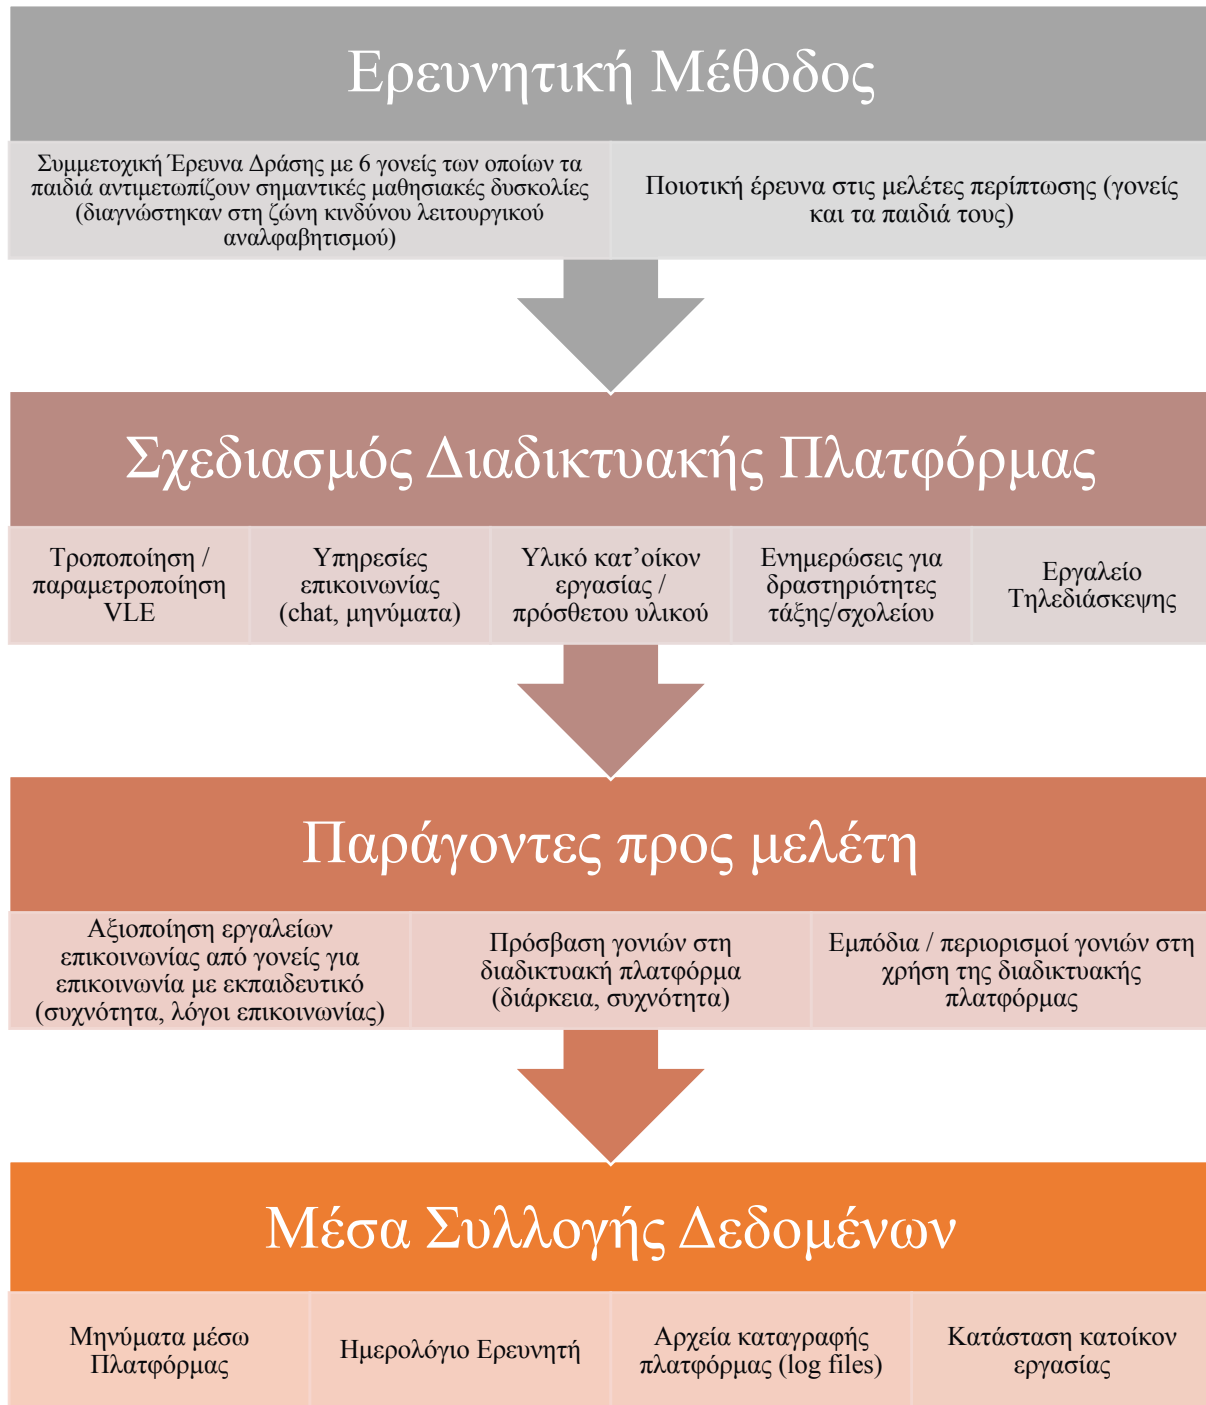 Ερευνητική Μέθοδος
Συμμετοχική Έρευνα Δράσης με 6 γονείς των οποίων τα
παιδιά αντιμετωπίζουν σημαντικές μαθησιακές δυσκολίες
(διαγνώστηκαν στη ζώνη κινδύνου λειτουργικού
αναλφαβητισμού)
Ποιοτική έρευνα στις μελέτες περίπτωσης (γονείς
και τα παιδιά τους)
Σχεδιασμός Διαδικτυακής Πλατφόρμας
Τροποποίηση /
παραμετροποίηση
VLE
Υπηρεσίες
επικοινωνίας
(chat, μηνύματα)
Υλικό κατ’οίκον
εργασίας /
πρόσθετου υλικού
Ενημερώσεις για
δραστηριότητες
τάξης/σχολείου
Εργαλείο
Τηλεδιάσκεψης
Παράγοντες προς μελέτη
Αξιοποίηση εργαλείων
επικοινωνίας από γονείς για
επικοινωνία με εκπαιδευτικό
(συχνότητα, λόγοι επικοινωνίας)
Πρόσβαση γονιών στη
διαδικτυακή πλατφόρμα
(διάρκεια, συχνότητα)
Εμπόδια / περιορισμοί γονιών στη
χρήση της διαδικτυακής
πλατφόρμας
Μέσα Συλλογής Δεδομένων
Μηνύματα μέσω
Πλατφόρμας
Ημερολόγιο Ερευνητή
Αρχεία καταγραφής
πλατφόρμας (log files)
Κατάσταση κατοίκον
εργασίας